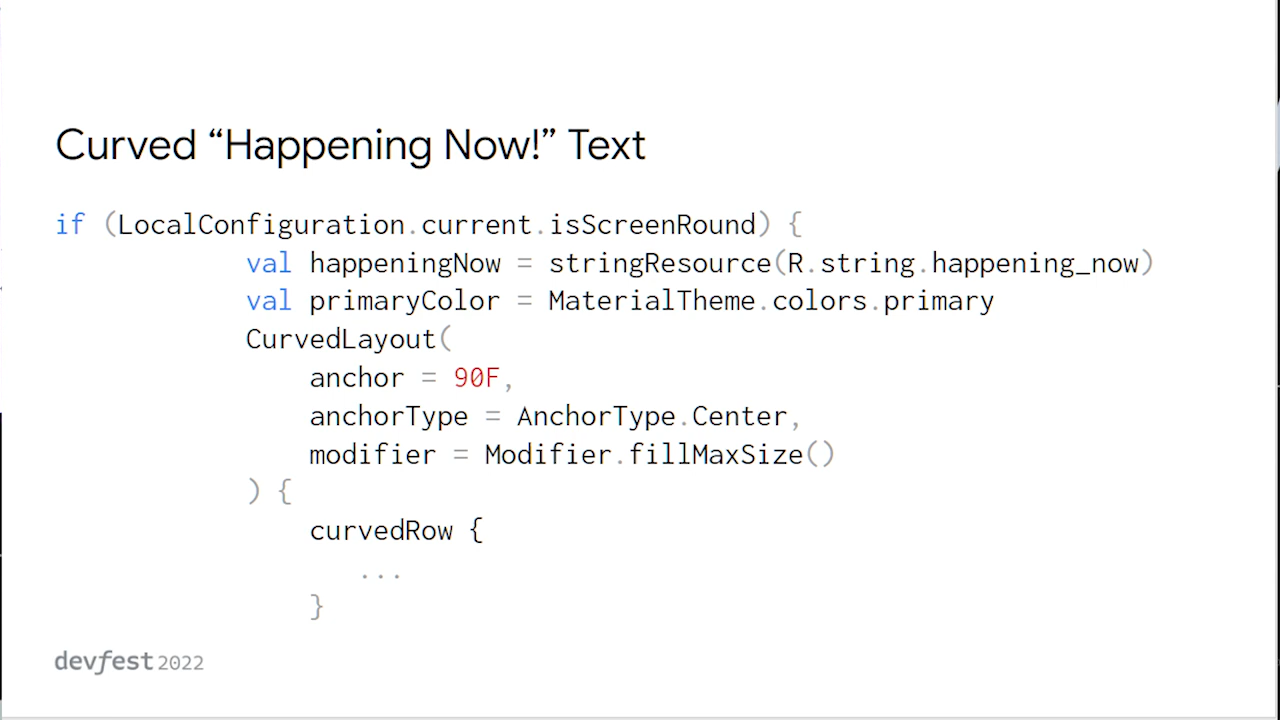 Curved “Happening Now!” Text
if (LocalConfiguration.current.isScreenRound) {
            val happeningNow = stringResource(R.string.happening_now)
            val primaryColor = MaterialTheme.colors.primary
            CurvedLayout(
                anchor = 90F,
                anchorType = AnchorType.Center,
                modifier = Modifier.fillMaxSize()
            ) {
                curvedRow {
                   ...
                }
devfest 2022